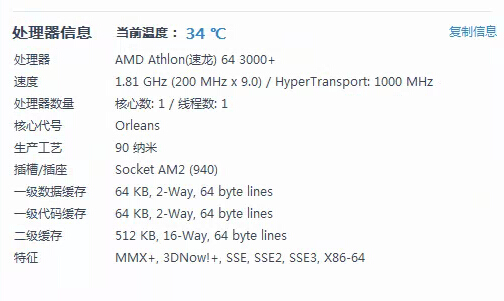 处理器信息 当前温度： 34 ℃ 复制信息
处理器 AMD Athlon(速龙) 64 3000+
速度 1.81 GHz (200 MHz x 9.0) / HyperTransport: 1000 MHz
处理器数量 核心数: 1 / 线程数: 1
核心代号 Orleans
生产工艺 90 纳米
插槽/插座 Socket AM2 (940)
一级数据缓存 64 KB, 2-Way, 64 byte lines
一级代码缓存 64 KB, 2-Way, 64 byte lines
二级缓存 512 KB, 16-Way, 64 byte lines
特征 MMX+, 3DNow!+, SSE, SSE2, SSE3, X86-64